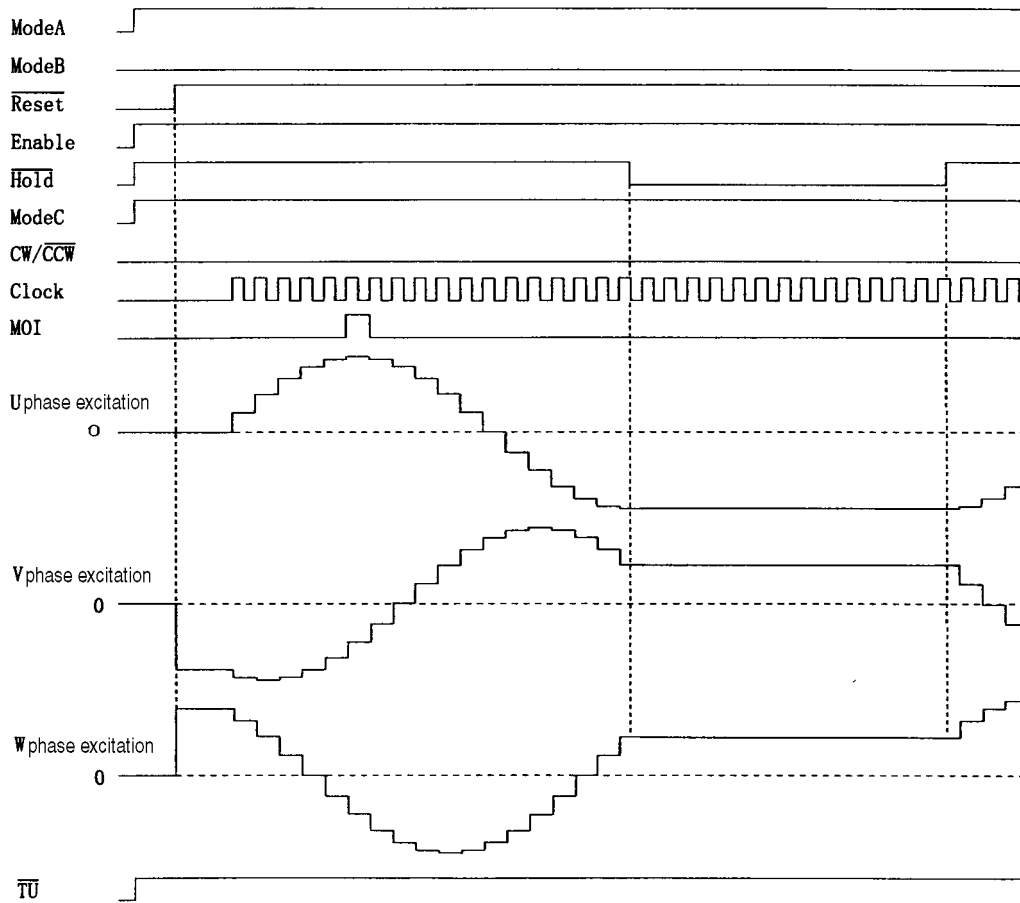 ModeA
ModeB
Reset
Enable
Hold
ModeC
CW/CCW
Clock
MOI
U phase excitation
0
V phase excitation
0
W phase excitation
0
TU